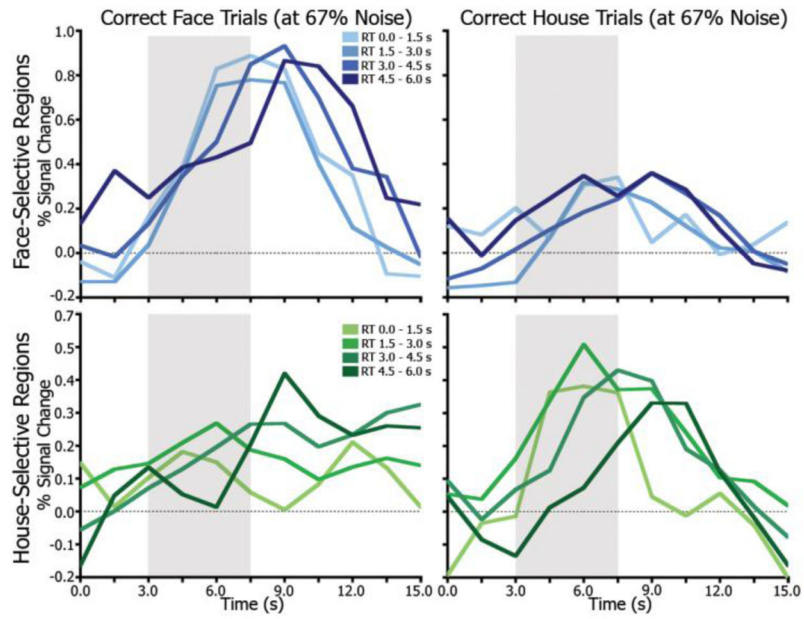 Correct Face Trials (at 67% Noise)
Correct House Trials (at 67% Noise)
Face-Selective Regions
% Signal Change
1.0
0.8
0.6
0.4
0.2
0.0
-0.2
RT 0.0 - 1.5 s
RT 1.5 - 3.0 s
RT 3.0 - 4.5 s
RT 4.5 - 6.0 s
House-Selective Regions
% Signal Change
0.7
0.5
0.4
0.3
0.2
0.1
0.0
-0.1
-0.2
RT 0.0 - 1.5 s
RT 1.5 - 3.0 s
RT 3.0 - 4.5 s
RT 4.5 - 6.0 s
0.0 3.0 6.0 9.0 12.0 15.0
Time (s)
0.0 3.0 6.0 9.0 12.0 15.0
Time (s)